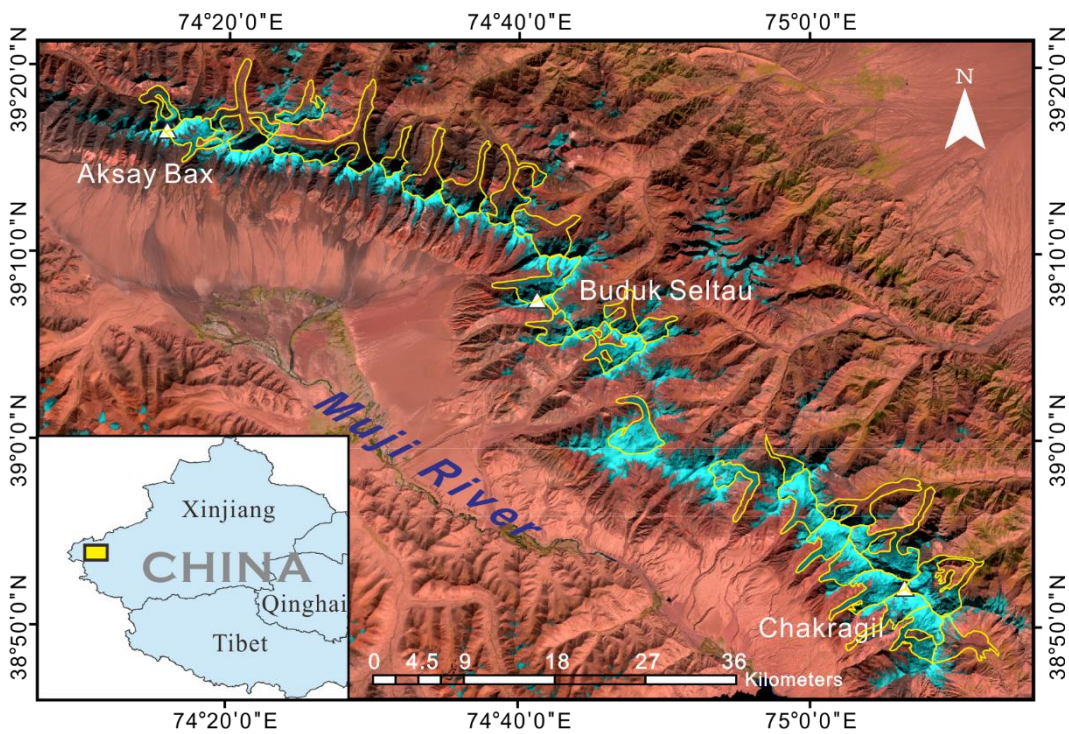 74°20'0"E 74°40'0"E 75°0'0"E
39°20'0"N 39°20'0"N
N
Aksay Bax
39°10'0"N 39°10'0"N
Buduk Seltau
Muji River
39°0'0"N 39°0'0"N
Xinjiang
CHINA
Qinghai
Tibet
Chakragil
38°50'0"N 38°50'0"N
0 4.5 9 18 27 36
Kilometers
74°20'0"E 74°40'0"E 75°0'0"E